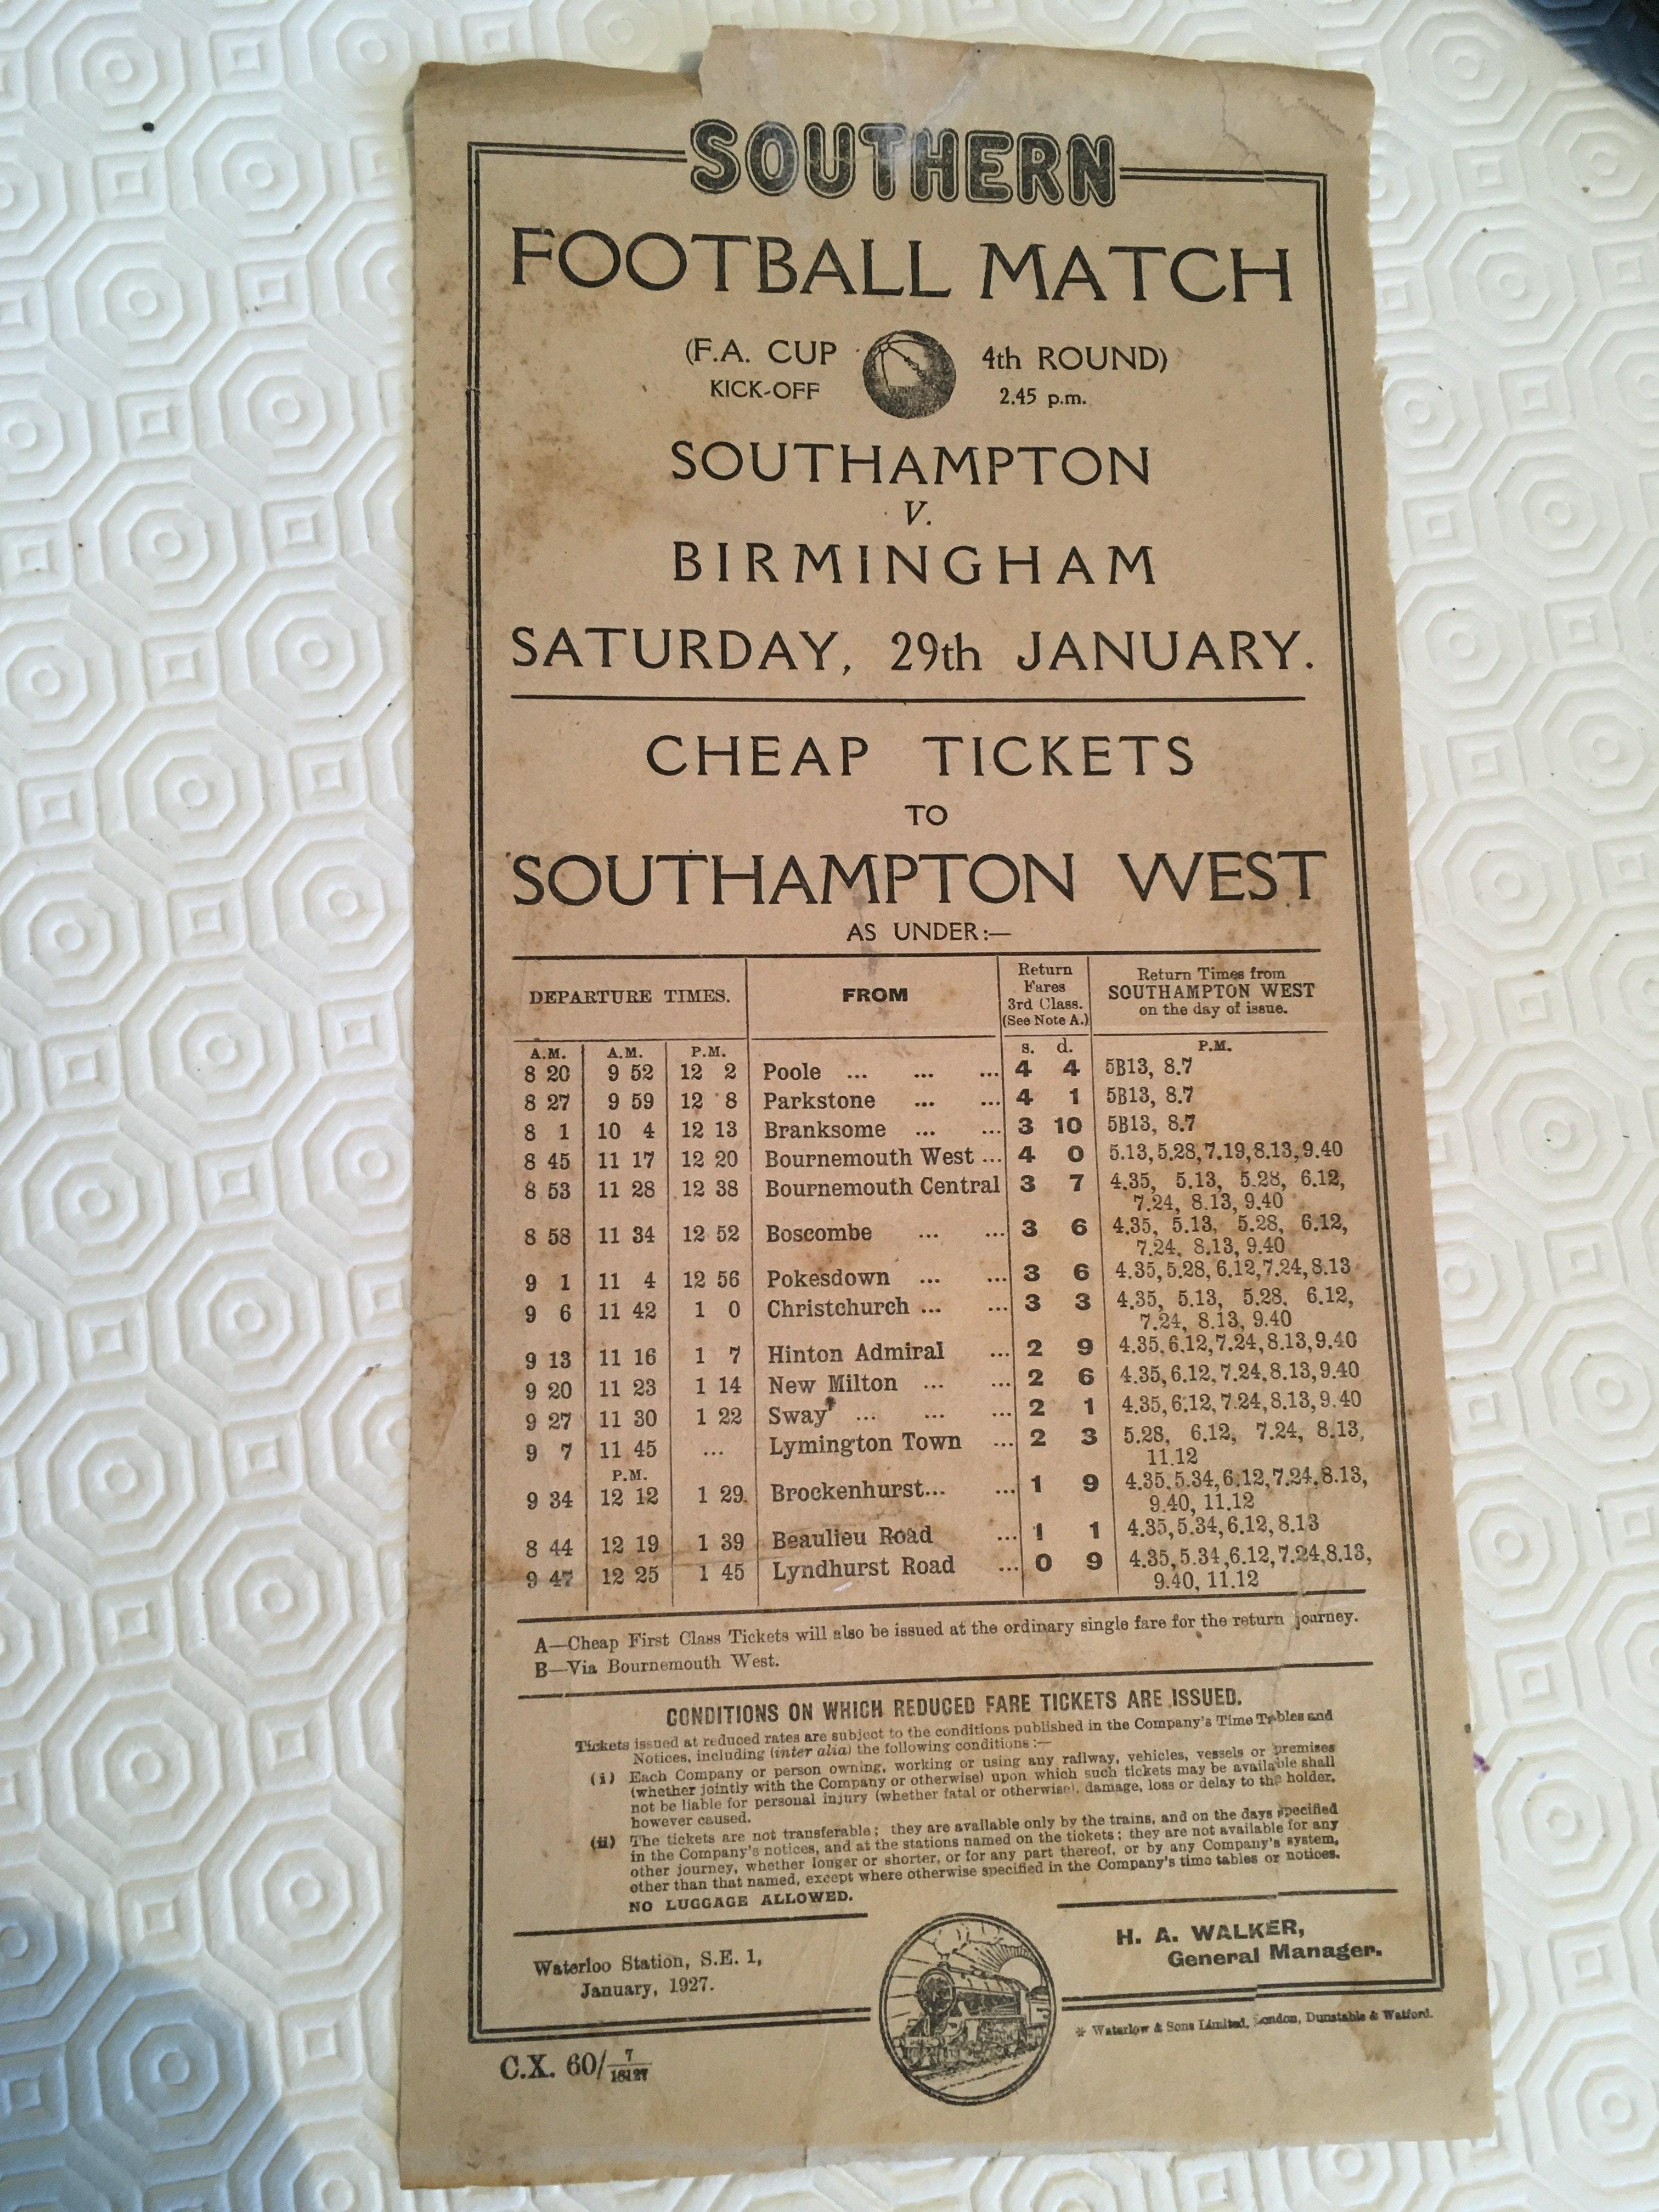 SOUTHERN
FOOTBALL MATCH
(F.A. CUP 4th ROUND)
KICK-OFF 2.45 p.m.
SOUTHAMPTON
V.
BIRMINGHAM
SATURDAY, 29th JANUARY.
CHEAP TICKETS
TO
SOUTHAMPTON WEST
AS UNDER:—
DEPARTURE TIMES. FROM Return Fares 3rd Class. (See Note A.) Return Times from SOUTHAMPTON WEST on the day of issue.
A.M. A.M. P.M. s. d. P.M.
8 20 9 52 12 2 Poole ... ... ... 4 4 5B13, 8.7
8 27 9 59 12 8 Parkstone ... ... 4 1 5B13, 8.7
8 1 10 4 12 13 Branksome ... ... 3 10 5B13, 8.7
8 45 11 17 12 20 Bournemouth West ... 4 0 5.13, 5.28, 7.19, 8.13, 9.40
8 53 11 28 12 38 Bournemouth Central 3 7 4.35, 5.13, 5.28, 6.12,
7.24, 8.13, 9.40
8 58 11 34 12 52 Boscombe ... ... 3 6 4.35, 5.13, 5.28, 6.12,
7.24, 8.13, 9.40
9 1 11 4 12 56 Pokesdown ... ... 3 6 4.35, 5.28, 6.12, 7.24, 8.13
9 6 11 42 1 0 Christchurch ... ... 3 3 4.35, 5.13, 5.28, 6.12,
7.24, 8.13, 9.40
9 13 11 16 1 7 Hinton Admiral ... 2 9 4.35, 6.12, 7.24, 8.13, 9.40
9 20 11 23 1 14 New Milton ... ... 2 6 4.35, 6.12, 7.24, 8.13, 9.40
9 27 11 30 1 22 Sway ... ... ... 2 1 4.35, 6.12, 7.24, 8.13, 9.40
9 7 11 45 ... Lymington Town ... 2 3 5.28, 6.12, 7.24, 8.13,
11.12
P.M.
9 34 12 12 1 29 Brockenhurst... ... 1 9 4.35, 5.34, 6.12, 7.24, 8.13,
9.40, 11.12
8 44 12 19 1 39 Beaulieu Road ... 1 1 4.35, 5.34, 6.12, 8.13
9 47 12 25 1 45 Lyndhurst Road ... 0 9 4.35, 5.34, 6.12, 7.24, 8.13,
9.40, 11.12
A—Cheap First Class Tickets will also be issued at the ordinary single fare for the return journey.
B—Via Bournemouth West.
CONDITIONS ON WHICH REDUCED FARE TICKETS ARE ISSUED.
Tickets issued at reduced rates are subject to the conditions published in the Company's Time Tables and
Notices, including (inter alia) the following conditions :—
(i) Each Company or person owning, working or using any railway, vehicles, vessels or premises
(whether jointly with the Company or otherwise) upon which such tickets may be available shall
not be liable for personal injury (whether fatal or otherwise), damage, loss or delay to the holder,
however caused.
(ii) The tickets are not transferable ; they are available only by the trains, and on the days specified
in the Company's notices, and at the stations named on the tickets ; they are not available for any
other journey, whether longer or shorter, or for any part thereof, or by any Company's system,
other than that named, except where otherwise specified in the Company's time tables or notices.
NO LUGGAGE ALLOWED.
Waterloo Station, S.E. 1,
January, 1927.
H. A. WALKER,
General Manager.
* Waterlow & Sons Limited, London, Dunstable & Watford.
C.X. 60/ 7
18127